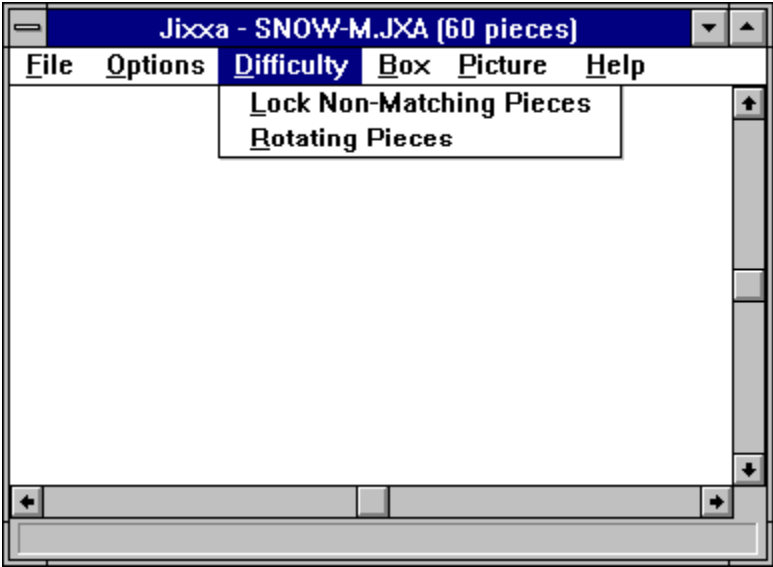 Jixxa - SNOW-M.JXA (60 pieces)
File Options Difficulty Box Picture Help
Lock Non-Matching Pieces
Rotating Pieces